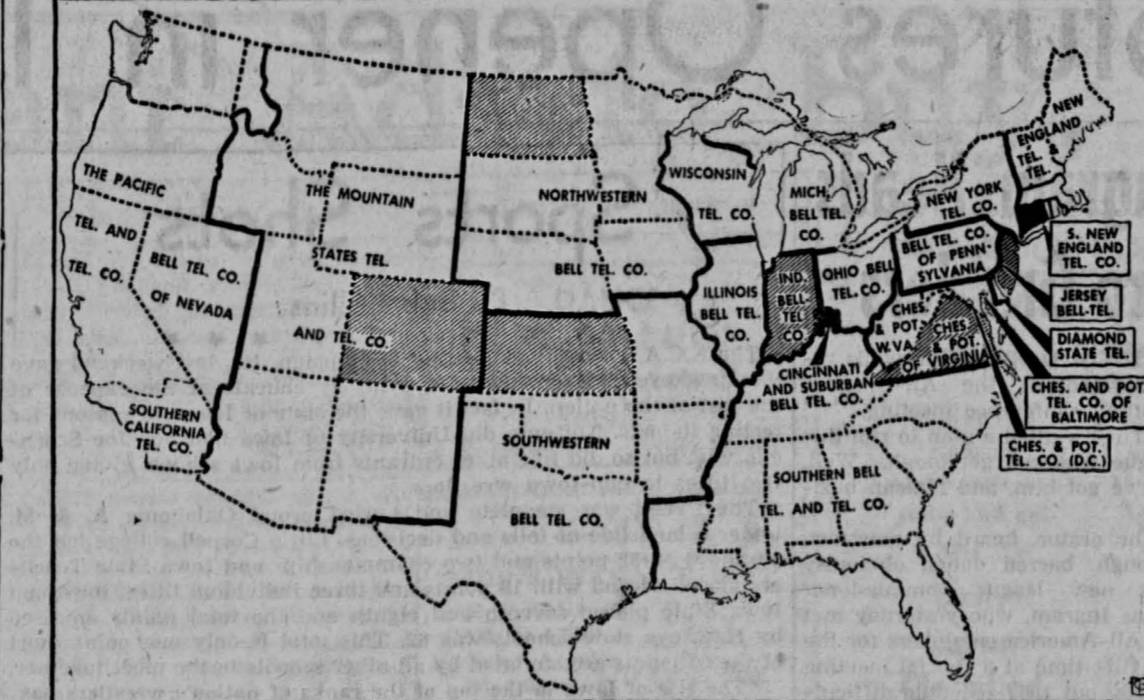 THE PACIFIC
TEL. AND
TEL. CO.
BELL TEL. CO.
OF NEVADA
SOUTHERN
CALIFORNIA
TEL. CO.
THE MOUNTAIN
STATES TEL.
AND TEL. CO.
NORTHWESTERN
BELL TEL. CO.
SOUTHWESTERN
BELL TEL. CO.
WISCONSIN
TEL. CO.
ILLINOIS
BELL TEL.
CO.
MICH.
BELL TEL.
CO.
IND.
BELL-
TEL
CO.
OHIO BELL
TEL. CO.
CINCINNATI
AND SUBURBAN
BELL TEL. CO.
SOUTHERN BELL
TEL. AND TEL. CO.
CHES.
& POT.
W. VA.
CHES.
& POT.
OF VIRGINIA
BELL TEL. CO.
OF PENN-
SYLVANIA
NEW YORK
TEL. CO.
NEW
ENGLAND
TEL. &
TEL.
S. NEW
ENGLAND
TEL. CO.
JERSEY
BELL-TEL.
DIAMOND
STATE TEL.
CHES. AND POT
TEL. CO. OF
BALTIMORE
CHES. & POT.
TEL. CO. (D.C.)